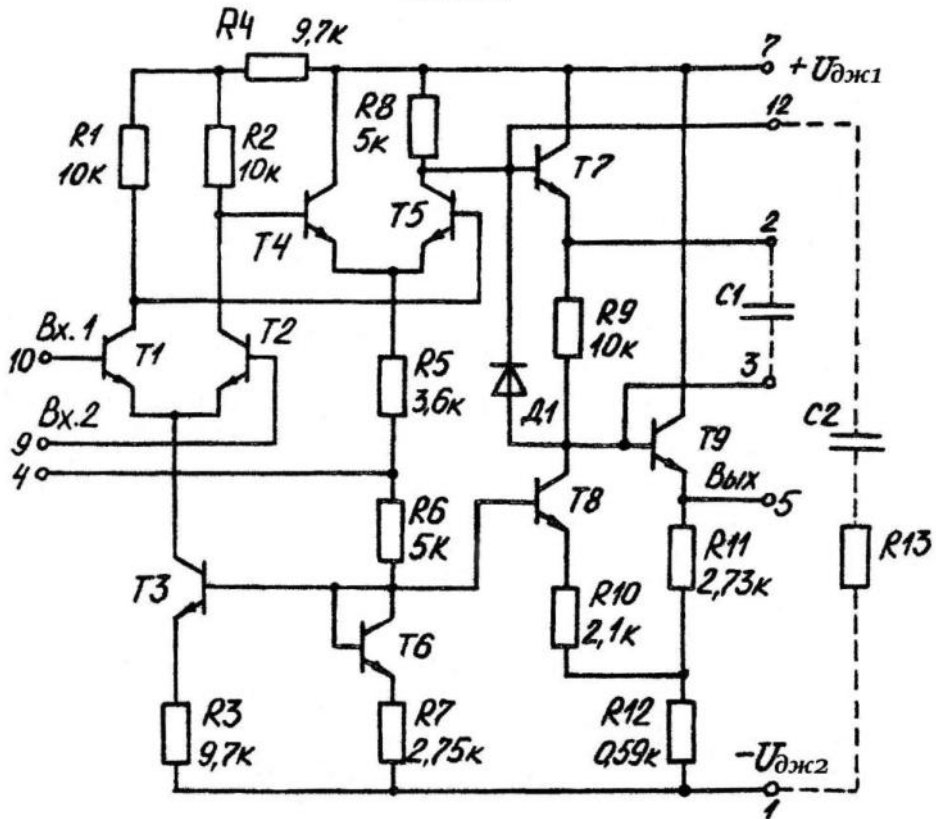 R4
9,7к
7
+U дж1
12
R1
10к
R2
10к
R8
5к
T7
T4
T5
2
C1
3
Вх.1
10
T1
T2
R5
3,6к
R9
10к
Д1
Вх.2
9
4
T9
C2
Вых
5
R6
5к
T8
R11
2,73к
R13
T3
T6
R10
2,1к
R3
9,7к
R7
2,75к
R12
0,59к
-U дж2
1